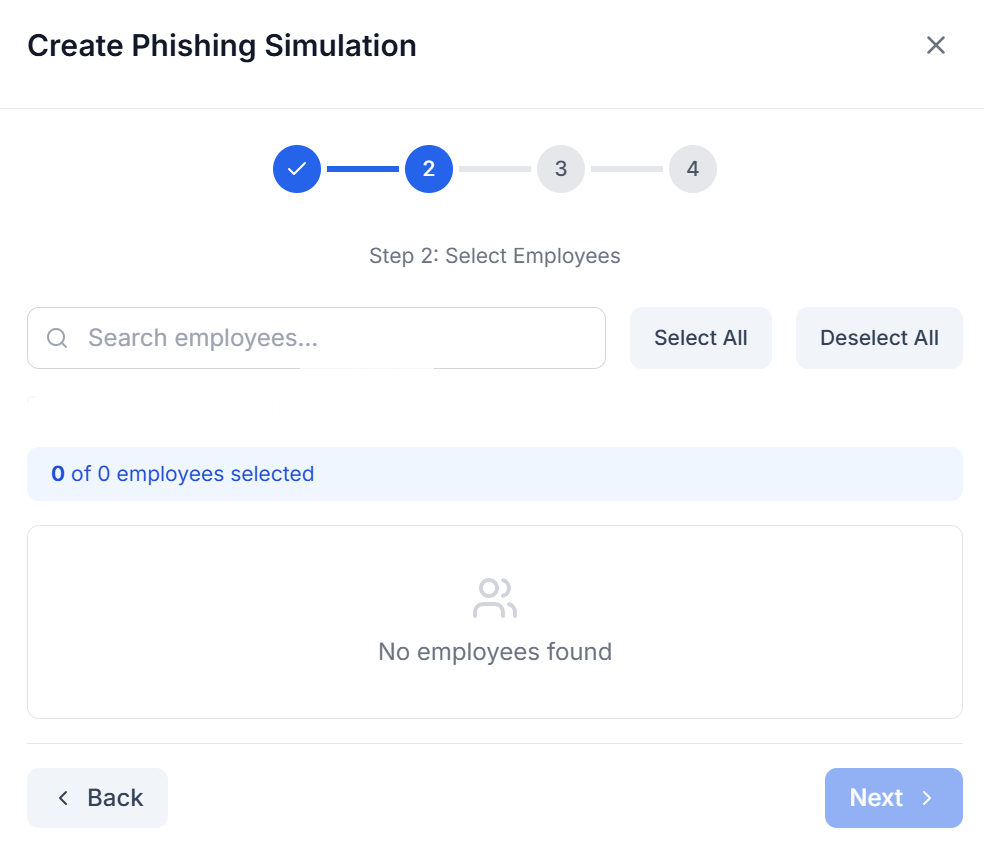 Create Phishing Simulation
2
3
4
Step 2: Select Employees
Search employees...
Select All
Deselect All
0 of 0 employees selected
No employees found
Back
Next